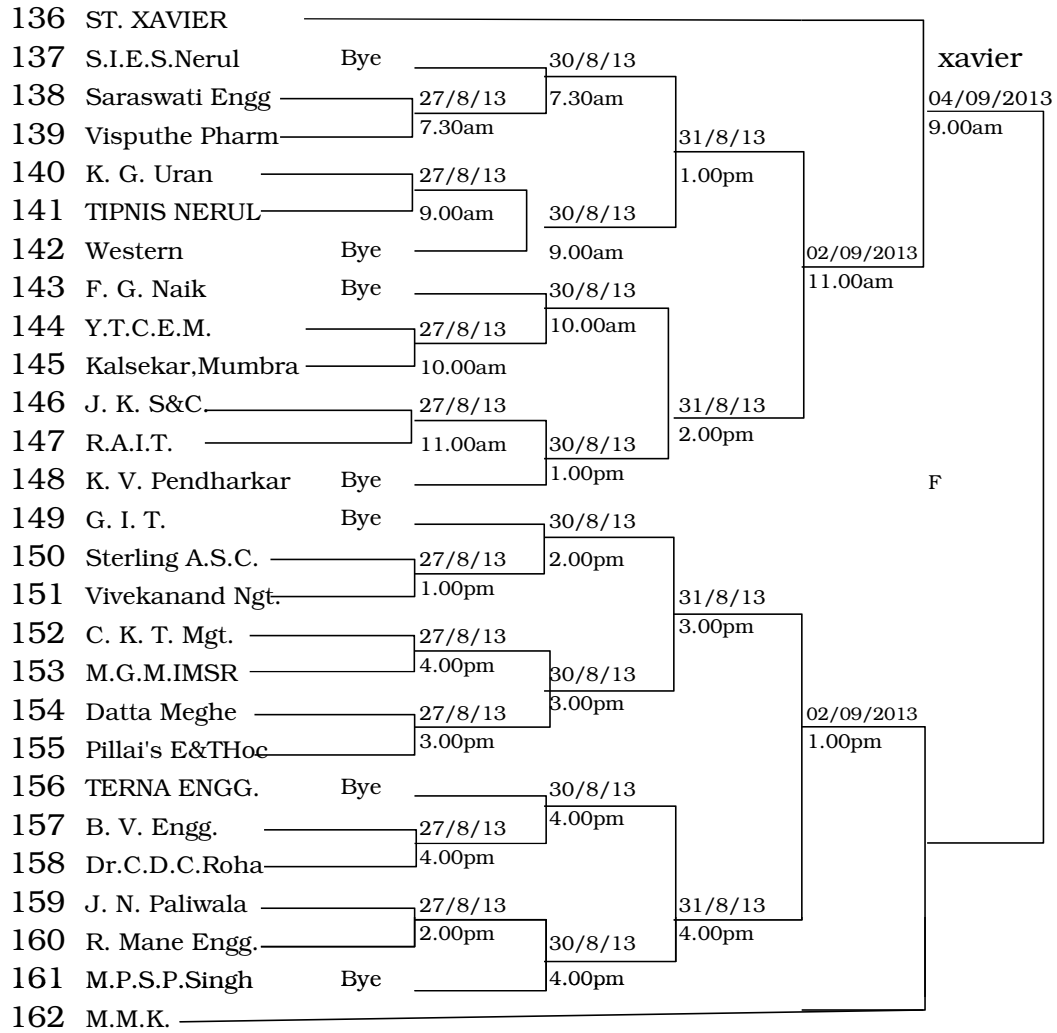 136 ST. XAVIER
137 S.I.E.S.Nerul Bye 30/8/13 xavier
138 Saraswati Engg 27/8/13 7.30am 04/09/2013
139 Visputhe Pharm 7.30am 31/8/13 9.00am
140 K. G. Uran 27/8/13 1.00pm
141 TIPNIS NERUL 9.00am 30/8/13
142 Western Bye 9.00am 02/09/2013
143 F. G. Naik Bye 30/8/13 11.00am
144 Y.T.C.E.M. 27/8/13 10.00am
145 Kalsekar,Mumbra 10.00am
146 J. K. S&C. 27/8/13 31/8/13
147 R.A.I.T. 11.00am 30/8/13 2.00pm
148 K. V. Pendharkar Bye 1.00pm F
149 G. I. T. Bye 30/8/13
150 Sterling A.S.C. 27/8/13 2.00pm
151 Vivekanand Ngt. 1.00pm 31/8/13
152 C. K. T. Mgt. 27/8/13 3.00pm
153 M.G.M.IMSR 4.00pm 30/8/13
154 Datta Meghe 27/8/13 3.00pm 02/09/2013
155 Pillai's E&THoc 3.00pm 1.00pm
156 TERNA ENGG. Bye 30/8/13
157 B. V. Engg. 27/8/13 4.00pm
158 Dr.C.D.C.Roha 4.00pm
159 J. N. Paliwala 27/8/13 31/8/13
160 R. Mane Engg. 2.00pm 30/8/13 4.00pm
161 M.P.S.P.Singh Bye 4.00pm
162 M.M.K.